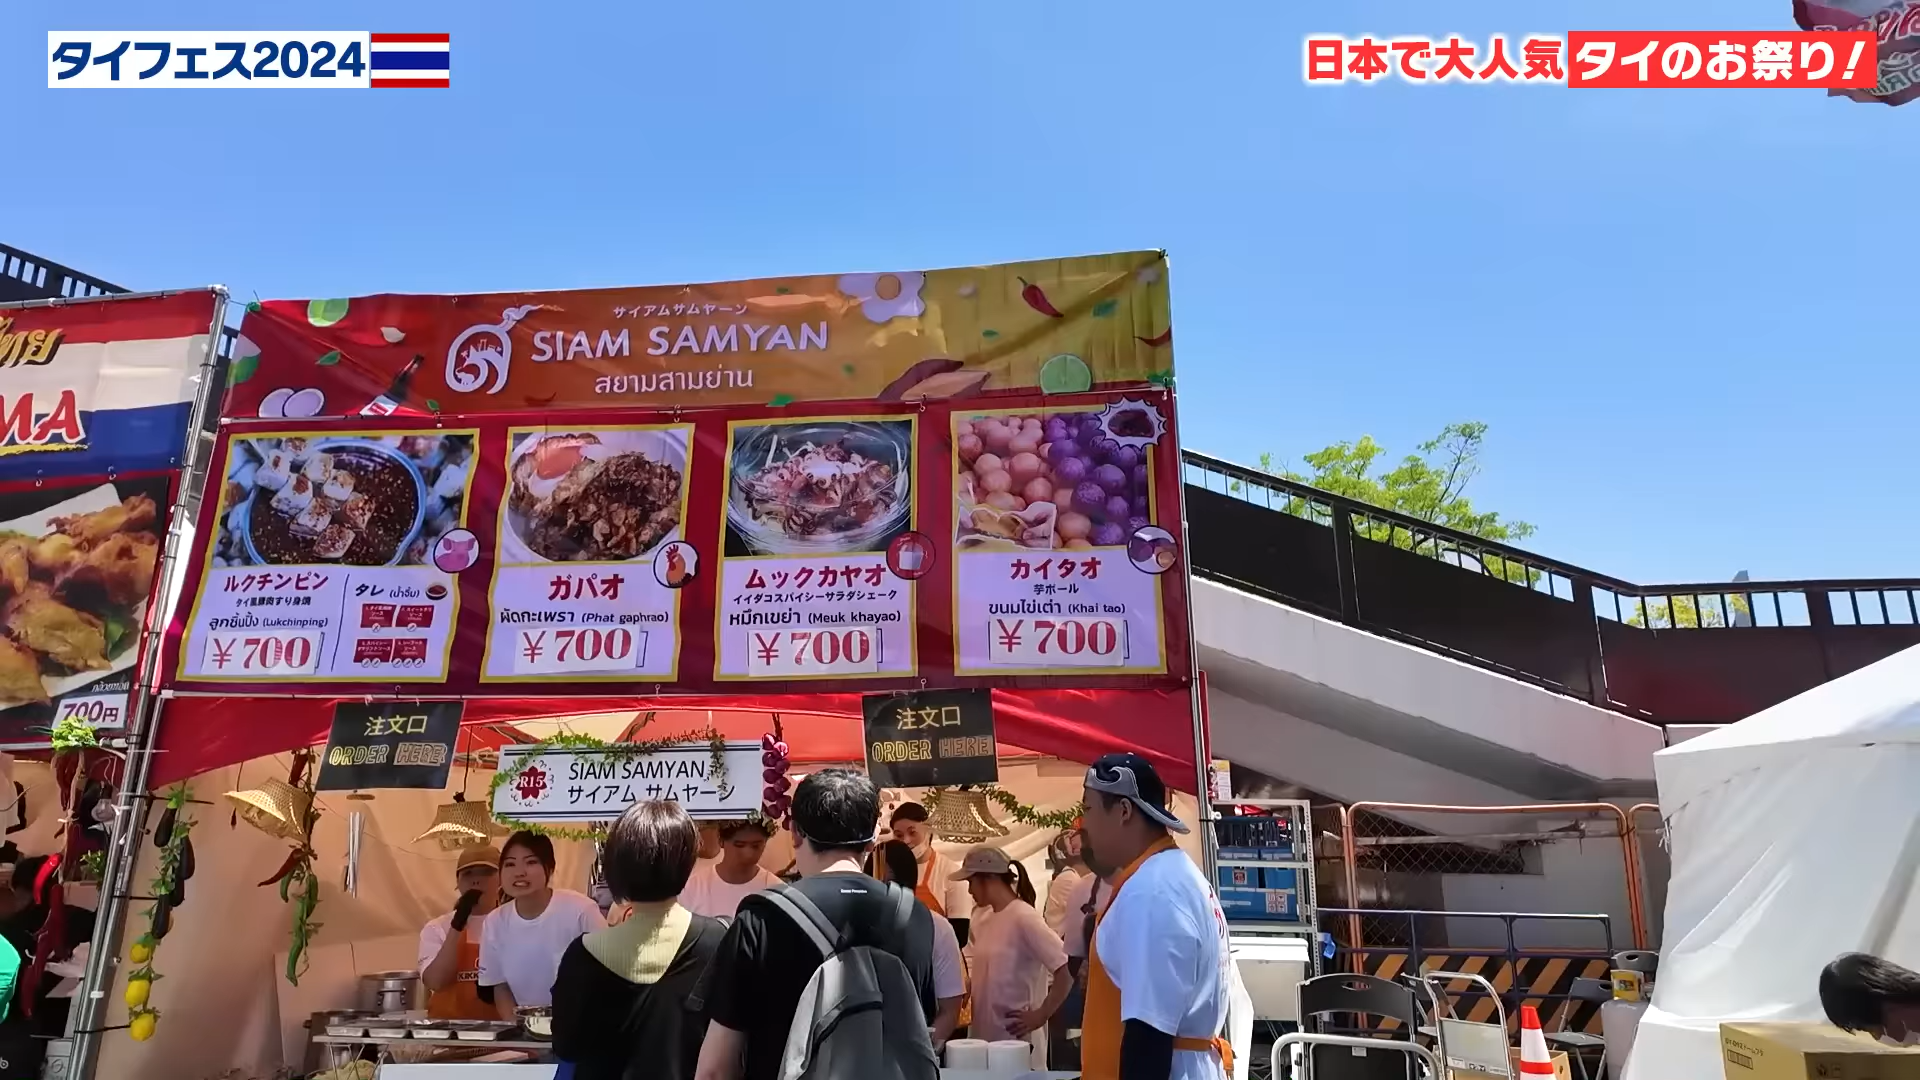 タイフェス2024
日本で大人気 タイのお祭り!
ไทย
MA
700円
サイアムサムヤーン
SIAM SAMYAN
สยามสามย่าน
ルクチンピン
タイ風豚肉すり身焼
ลูกชิ้นปิ้ง (Lukchinping)
¥700
タレ (น้ำจิ้ม)
ガパオ
ผัดกะเพรา (Phat gaphrao)
¥700
ムックカヤオ
イイダコスパイシーサラダシェーク
หมึกเขย่า (Meuk khayao)
¥700
カイタオ
芋ボール
ขนมไข่เต่า (Khai tao)
¥700
注文口
ORDER HERE
注文口
ORDER HERE
R15
SIAM SAMYAN
サイアム サムヤーン